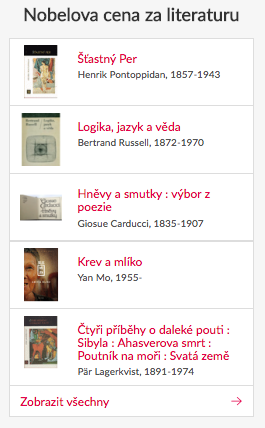 Nobelova cena za literaturu
Šťastný Per
Henrik Pontoppidan, 1857-1943
Logika, jazyk a věda
Bertrand Russell, 1872-1970
Hněvy a smutky : výbor z
poezie
Giosue Carducci, 1835-1907
Krev a mlíko
Yan Mo, 1955-
Čtyři příběhy o daleké pouti :
Sibyla : Ahasverova smrt :
Poutník na moři : Svatá země
Pär Lagerkvist, 1891-1974
Zobrazit všechny